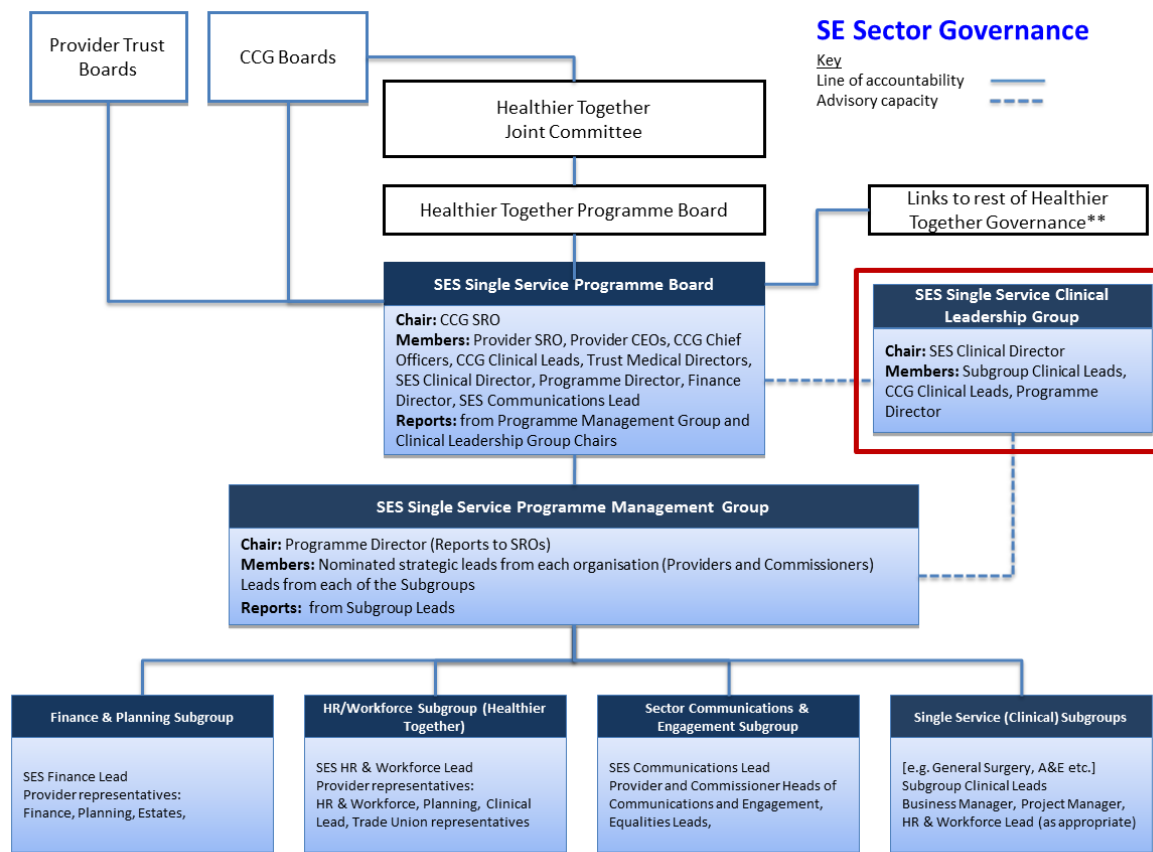 Provider Trust
Boards
CCG Boards
SE Sector Governance
Key
Line of accountability
Advisory capacity
Healthier Together
Joint Committee
Healthier Together Programme Board
Links to rest of Healthier
Together Governance**
SES Single Service Programme Board
Chair: CCG SRO
Members: Provider SRO, Provider CEOs, CCG Chief
Officers, CCG Clinical Leads, Trust Medical Directors,
SES Clinical Director, Programme Director, Finance
Director, SES Communications Lead
Reports: from Programme Management Group and
Clinical Leadership Group Chairs
SES Single Service Clinical
Leadership Group
Chair: SES Clinical Director
Members: Subgroup Clinical Leads,
CCG Clinical Leads, Programme
Director
SES Single Service Programme Management Group
Chair: Programme Director (Reports to SROs)
Members: Nominated strategic leads from each organisation (Providers and Commissioners)
Leads from each of the Subgroups
Reports: from Subgroup Leads
Finance & Planning Subgroup
SES Finance Lead
Provider representatives:
Finance, Planning, Estates,
HR/Workforce Subgroup (Healthier
Together)
SES HR & Workforce Lead
Provider representatives:
HR & Workforce, Planning, Clinical
Lead, Trade Union representatives
Sector Communications &
Engagement Subgroup
SES Communications Lead
Provider and Commissioner Heads of
Communications and Engagement,
Equalities Leads,
Single Service (Clinical) Subgroups
[e.g. General Surgery, A&E etc.]
Subgroup Clinical Leads
Business Manager, Project Manager,
HR & Workforce Lead (as appropriate)